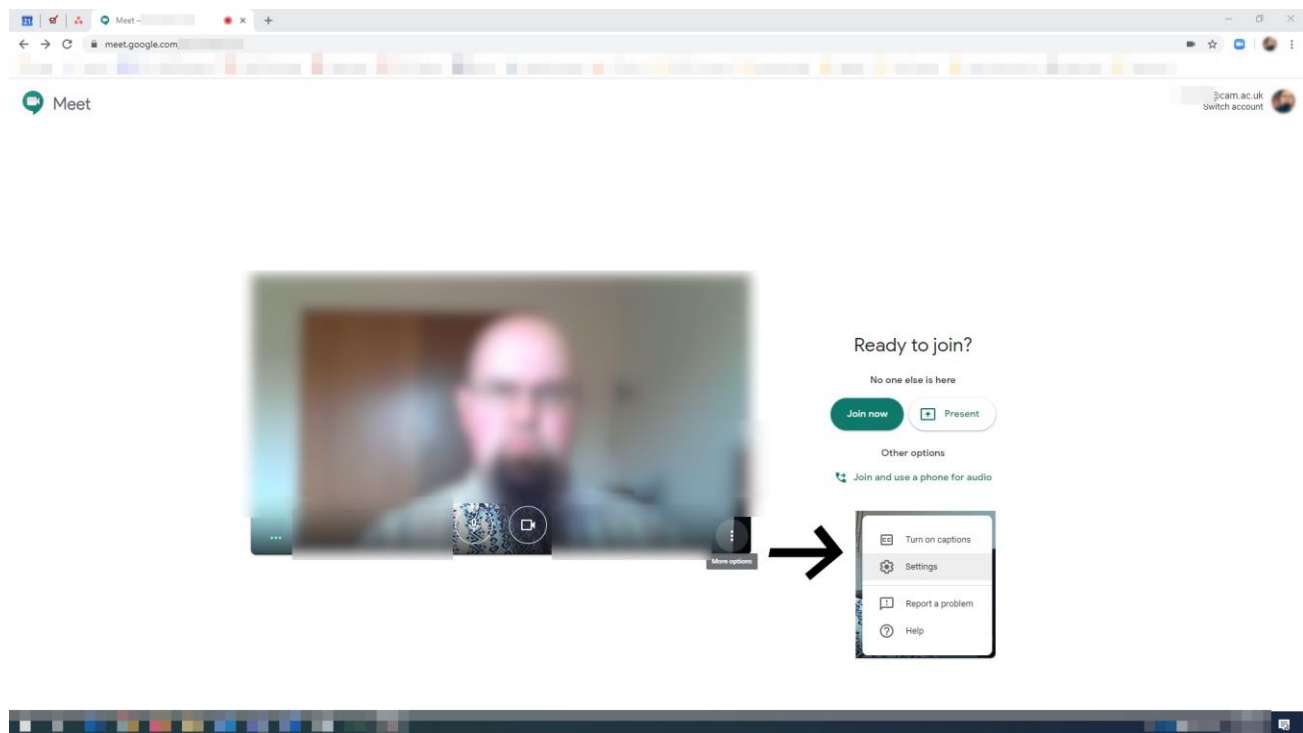 Meet –
meet.google.com
Meet
@cam.ac.uk
Switch account
Ready to join?
No one else is here
Join now
Present
Other options
Join and use a phone for audio
More options
CC Turn on captions
Settings
Report a problem
Help